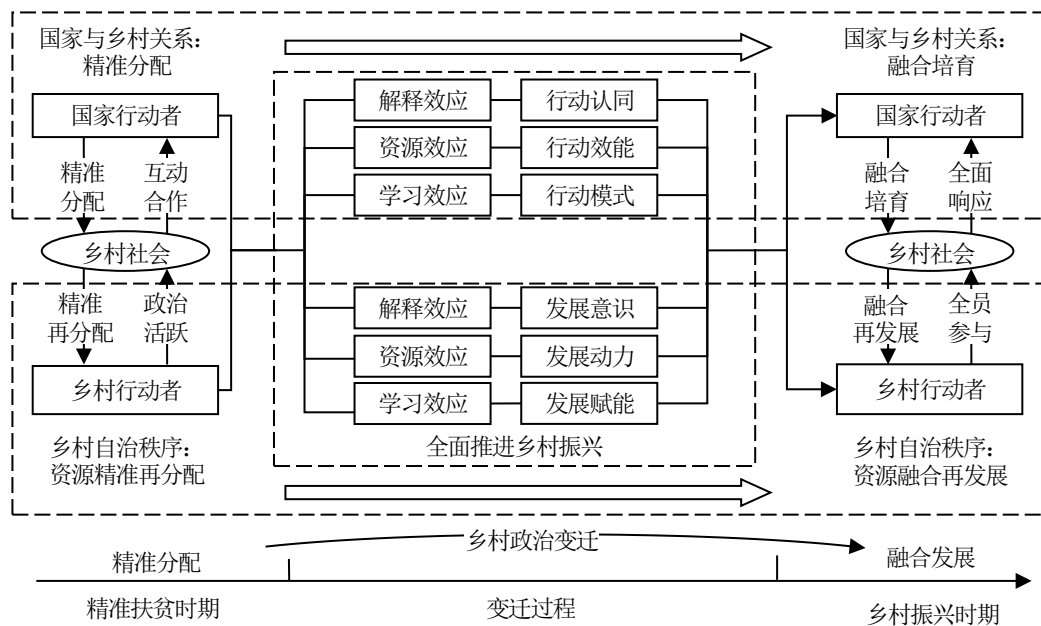 国家与乡村关系：
精准分配
国家行动者
精准
分配
互动
合作
乡村社会
精准
再分配
政治
活跃
乡村行动者
乡村自治秩序：
资源精准再分配
解释效应
行动认同
资源效应
行动效能
学习效应
行动模式
解释效应
发展意识
资源效应
发展动力
学习效应
发展赋能
全面推进乡村振兴
国家与乡村关系：
融合培育
国家行动者
融合
培育
全面
响应
乡村社会
融合
再发展
全员
参与
乡村行动者
乡村自治秩序：
资源融合再发展
乡村政治变迁
精准分配
融合发展
精准扶贫时期
变迁过程
乡村振兴时期